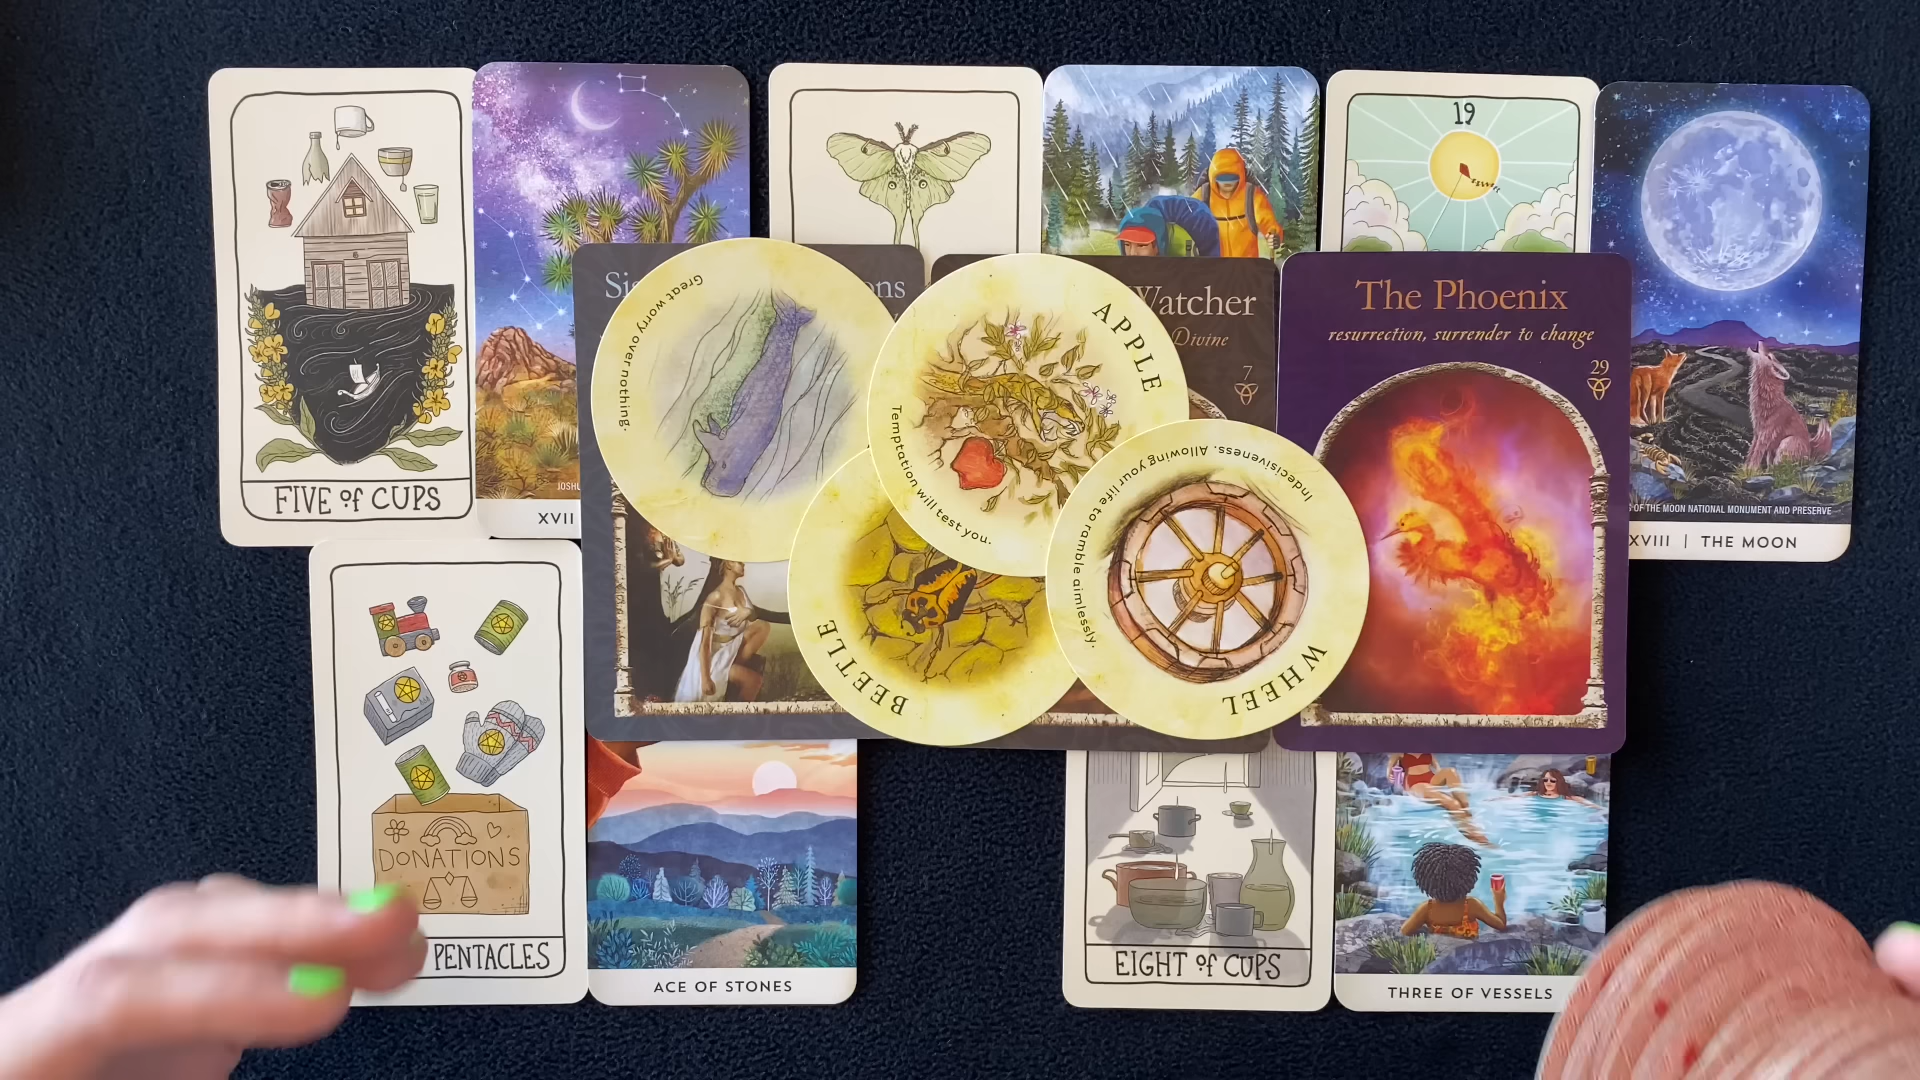 19
FIVE of CUPS
XVII
Great worry over nothing.
APPLE
Temptation will test you.
Watcher
Divine
7
The Phoenix
resurrection, surrender to change
29
OF THE MOON NATIONAL MONUMENT AND PRESERVE
XVIII | THE MOON
BEETLE
Indecisiveness. Allowing your life to ramble aimlessly.
WHEEL
DONATIONS
PENTACLES
ACE OF STONES
EIGHT of CUPS
THREE OF VESSELS